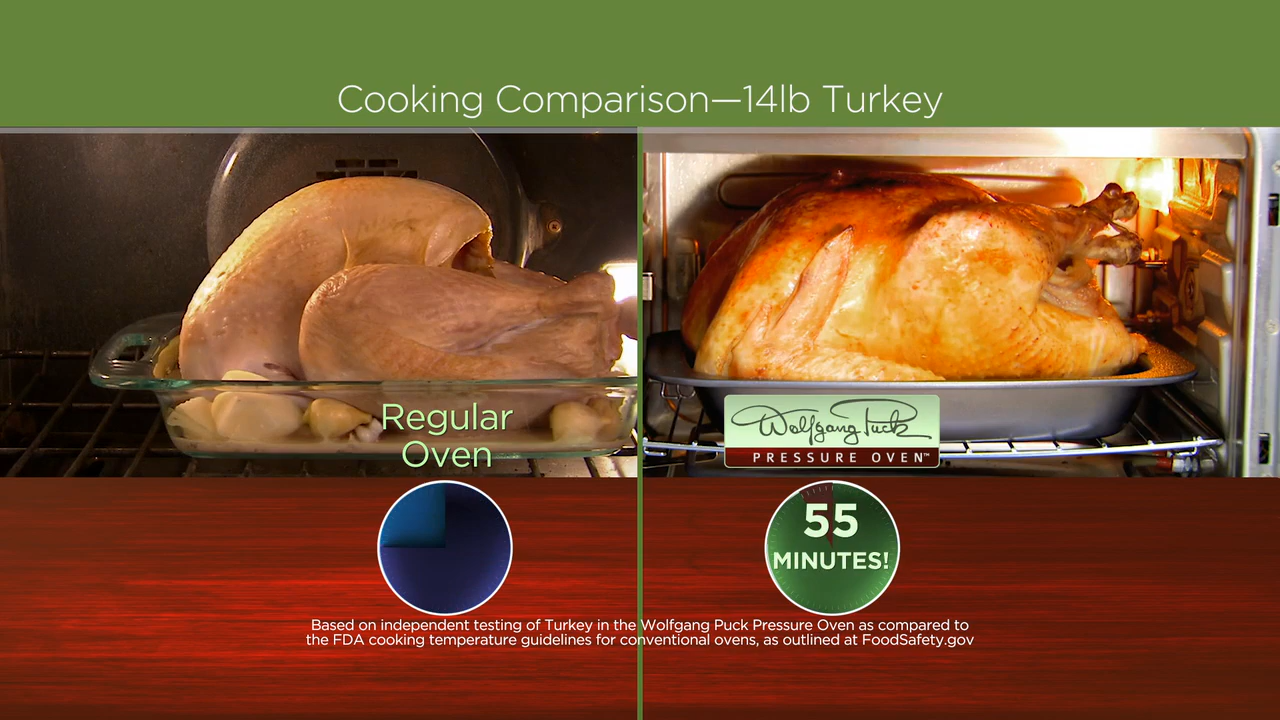 Cooking Comparison—14lb Turkey
Regular
Oven
Wolfgang Puck
PRESSURE OVEN™
55
MINUTES!
Based on independent testing of Turkey in the Wolfgang Puck Pressure Oven as compared to
the FDA cooking temperature guidelines for conventional ovens, as outlined at FoodSafety.gov